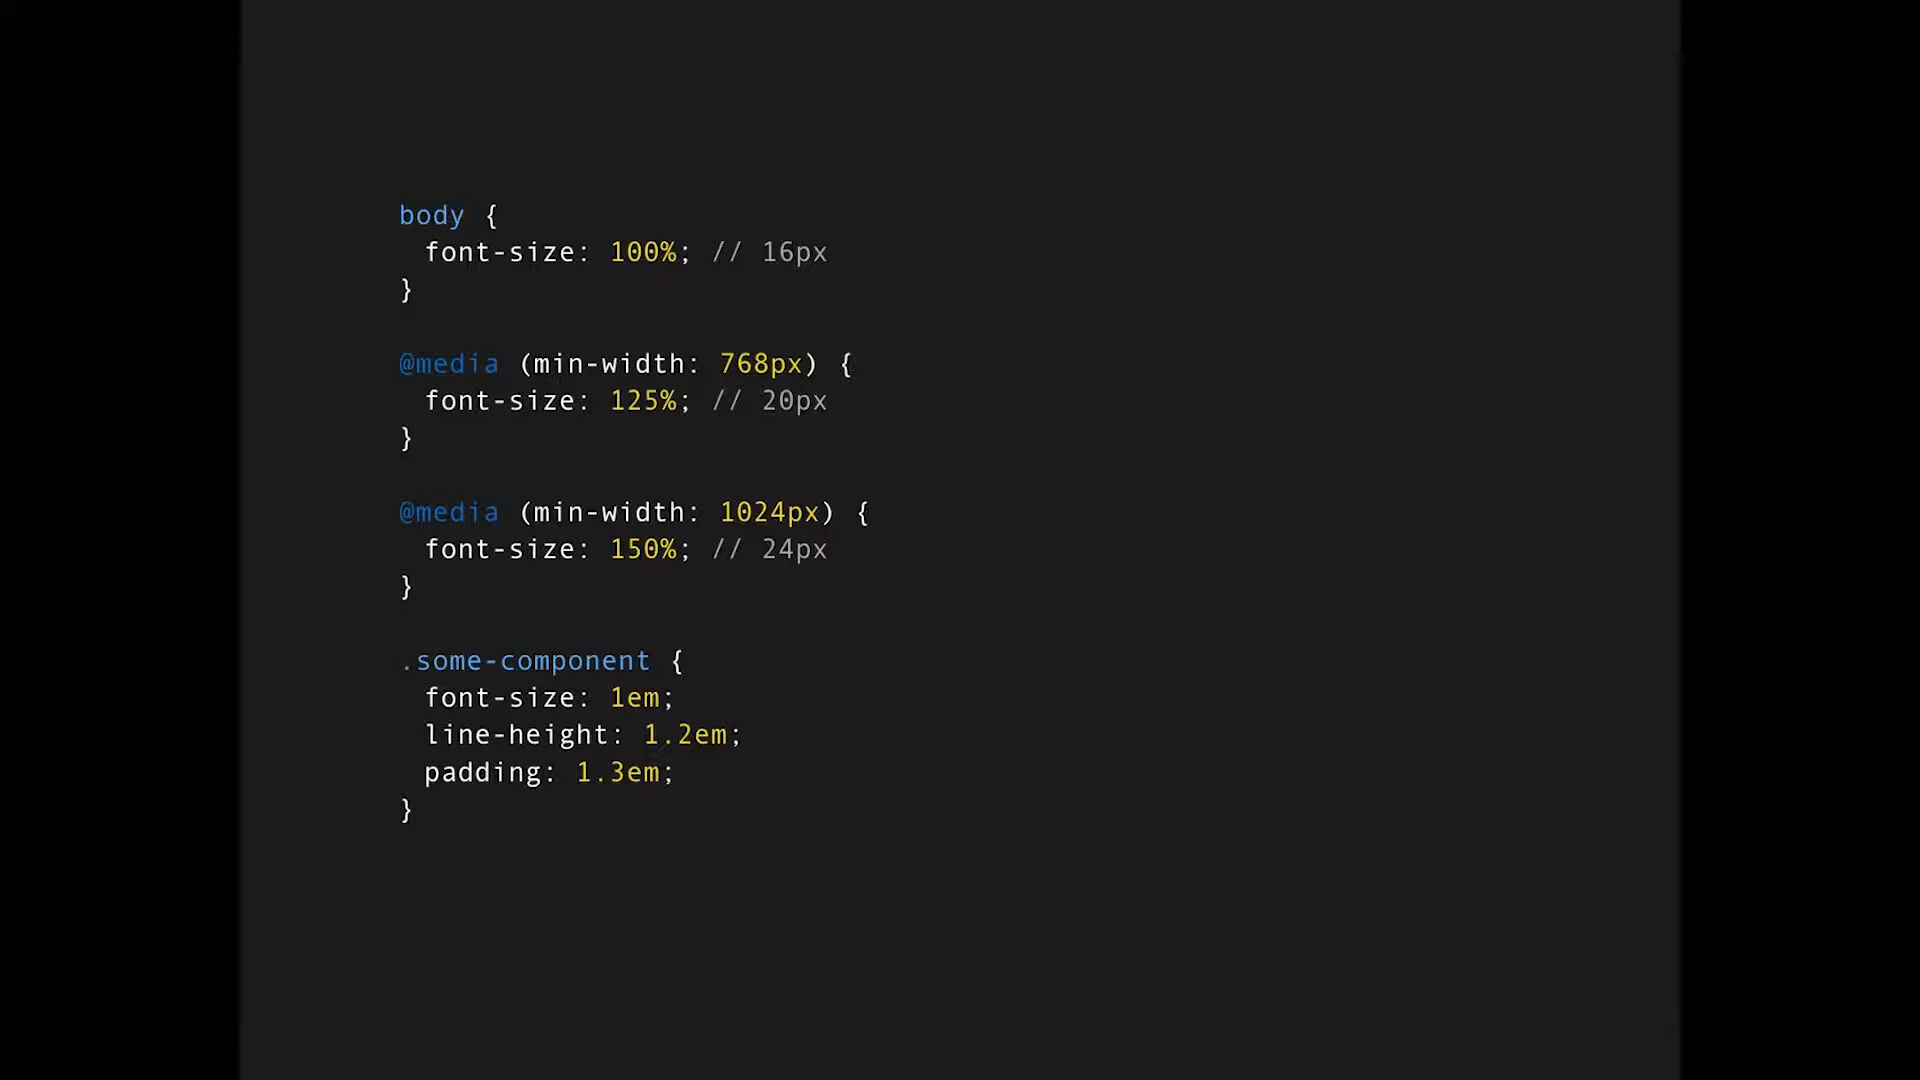 body {
  font-size: 100%; // 16px
}

@media (min-width: 768px) {
  font-size: 125%; // 20px
}

@media (min-width: 1024px) {
  font-size: 150%; // 24px
}

.some-component {
  font-size: 1em;
  line-height: 1.2em;
  padding: 1.3em;
}